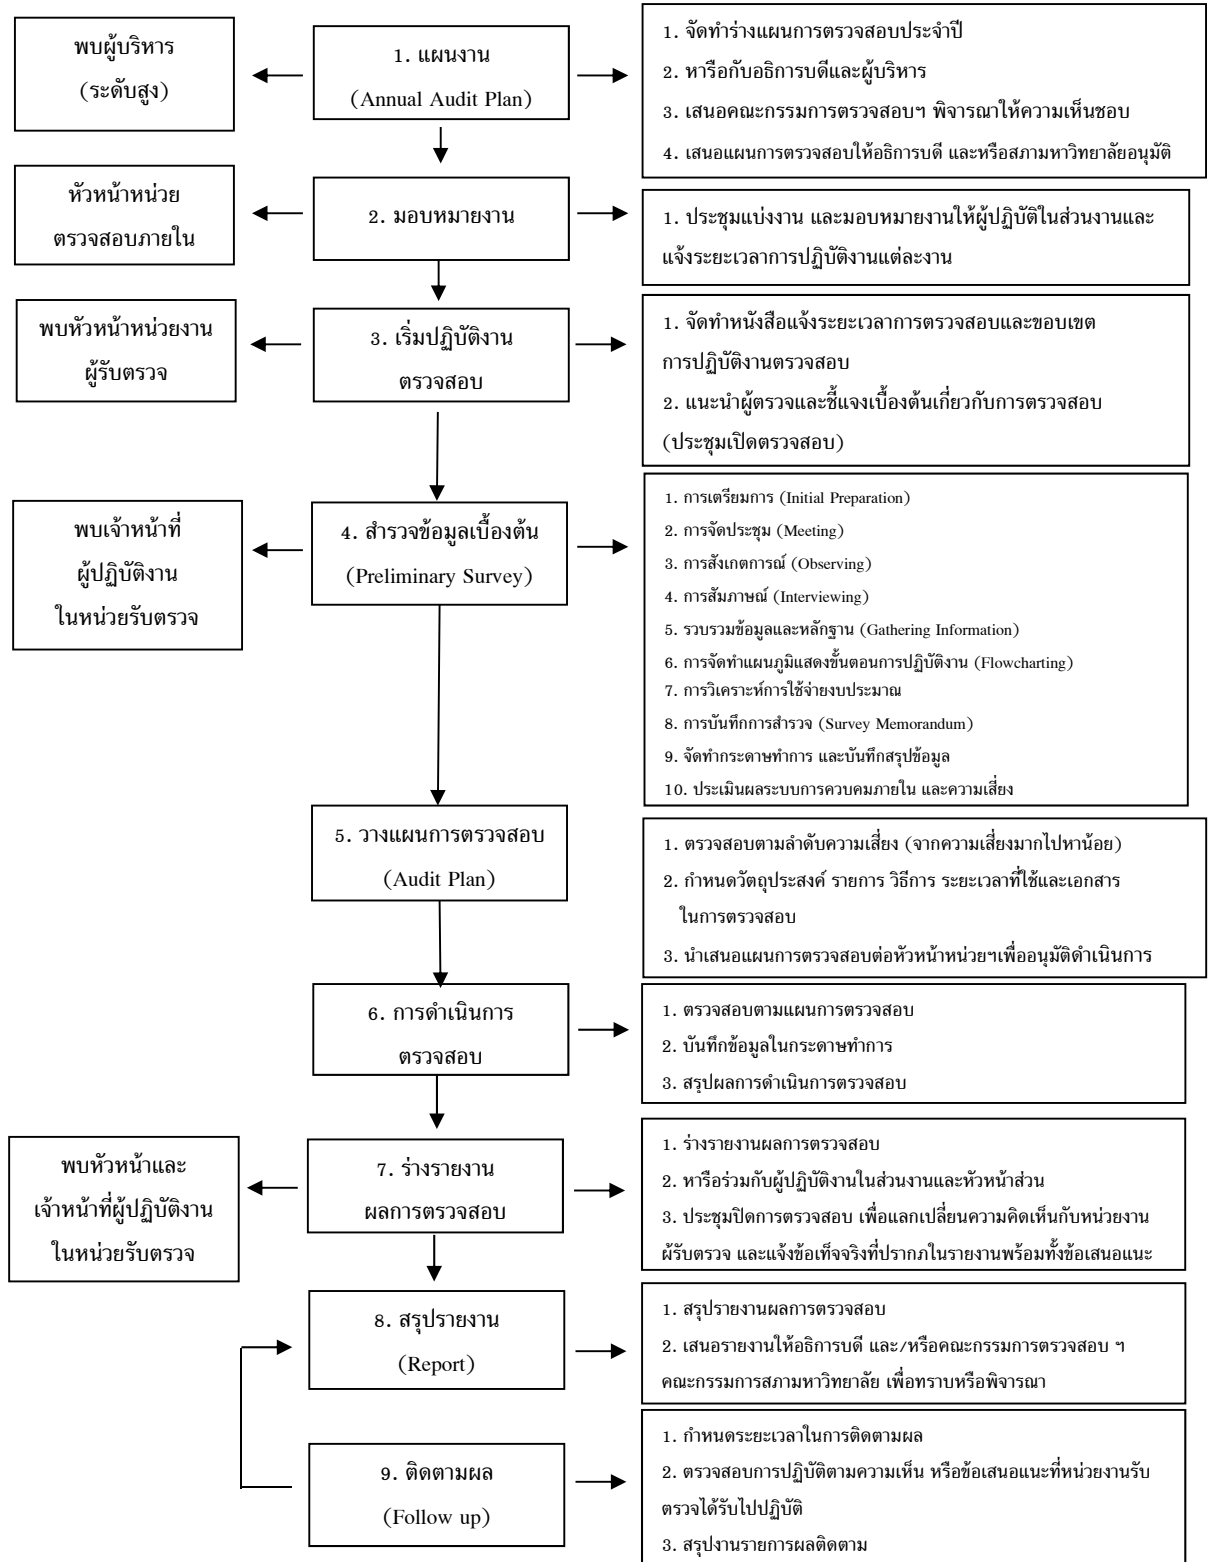 พบผู้บริหาร
(ระดับสูง)
1. แผนงาน
(Annual Audit Plan)
1. จัดทำร่างแผนการตรวจสอบประจำปี
2. หารือกับอธิการบดีและผู้บริหาร
3. เสนอคณะกรรมการตรวจสอบฯ พิจารณาให้ความเห็นชอบ
4. เสนอแผนการตรวจสอบให้อธิการบดี และหรือสภามหาวิทยาลัยอนุมัติ
หัวหน้าหน่วย
ตรวจสอบภายใน
2. มอบหมายงาน
1. ประชุมแบ่งงาน และมอบหมายงานให้ผู้ปฏิบัติในส่วนงานและ
แจ้งระยะเวลาการปฏิบัติงานแต่ละงาน
พบหัวหน้าหน่วยงาน
ผู้รับตรวจ
3. เริ่มปฏิบัติงาน
ตรวจสอบ
1. จัดทำหนังสือแจ้งระยะเวลาการตรวจสอบและขอบเขต
การปฏิบัติงานตรวจสอบ
2. แนะนำผู้ตรวจและชี้แจงเบื้องต้นเกี่ยวกับการตรวจสอบ
(ประชุมเปิดตรวจสอบ)
พบเจ้าหน้าที่
ผู้ปฏิบัติงาน
ในหน่วยรับตรวจ
4. สำรวจข้อมูลเบื้องต้น
(Preliminary Survey)
1. การเตรียมการ (Initial Preparation)
2. การจัดประชุม (Meeting)
3. การสังเกตการณ์ (Observing)
4. การสัมภาษณ์ (Interviewing)
5. รวบรวมข้อมูลและหลักฐาน (Gathering Information)
6. การจัดทำแผนภูมิแสดงขั้นตอนการปฏิบัติงาน (Flowcharting)
7. การวิเคราะห์การใช้จ่ายงบประมาณ
8. การบันทึกการสำรวจ (Survey Memorandum)
9. จัดทำกระดาษทำการ และบันทึกสรุปข้อมูล
10. ประเมินผลระบบการควบคมภายใน และความเสี่ยง
5. วางแผนการตรวจสอบ
(Audit Plan)
1. ตรวจสอบตามลำดับความเสี่ยง (จากความเสี่ยงมากไปหาน้อย)
2. กำหนดวัตถุประสงค์ รายการ วิธีการ ระยะเวลาที่ใช้และเอกสาร
ในการตรวจสอบ
3. นำเสนอแผนการตรวจสอบต่อหัวหน้าหน่วยฯเพื่ออนุมัติดำเนินการ
6. การดำเนินการ
ตรวจสอบ
1. ตรวจสอบตามแผนการตรวจสอบ
2. บันทึกข้อมูลในกระดาษทำการ
3. สรุปผลการดำเนินการตรวจสอบ
พบหัวหน้าและ
เจ้าหน้าที่ผู้ปฏิบัติงาน
ในหน่วยรับตรวจ
7. ร่างรายงาน
ผลการตรวจสอบ
1. ร่างรายงานผลการตรวจสอบ
2. หารือร่วมกับผู้ปฏิบัติงานในส่วนงานและหัวหน้าส่วน
3. ประชุมปิดการตรวจสอบ เพื่อแลกเปลี่ยนความคิดเห็นกับหน่วยงาน
ผ้รับตรวจ และแจ้งข้อเท็จจริงที่ปรากภในรายงานพร้อมทั้งข้อเสนอแนะ
8. สรุปรายงาน
(Report)
1. สรุปรายงานผลการตรวจสอบ
2. เสนอรายงานให้อธิการบดี และ/หรือคณะกรรมการตรวจสอบ ฯ
คณะกรรมการสภามหาวิทยาลัย เพื่อทราบหรือพิจารณา
9. ติดตามผล
(Follow up)
1. กำหนดระยะเวลาในการติดตามผล
2. ตรวจสอบการปฏิบัติตามความเห็น หรือข้อเสนอแนะที่หน่วยงานรับ
ตรวจได้รับไปปฏิบัติ
3. สรุปงานรายการผลติดตาม